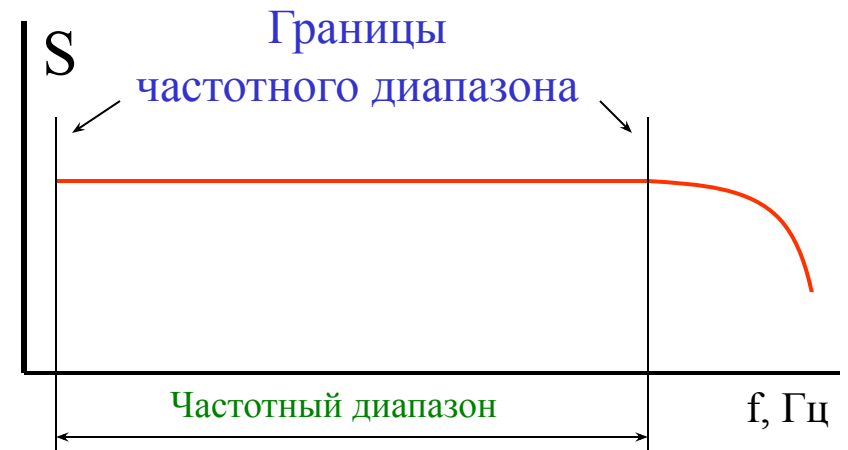 S
Границы
частотного диапазона
Частотный диапазон
f, Гц